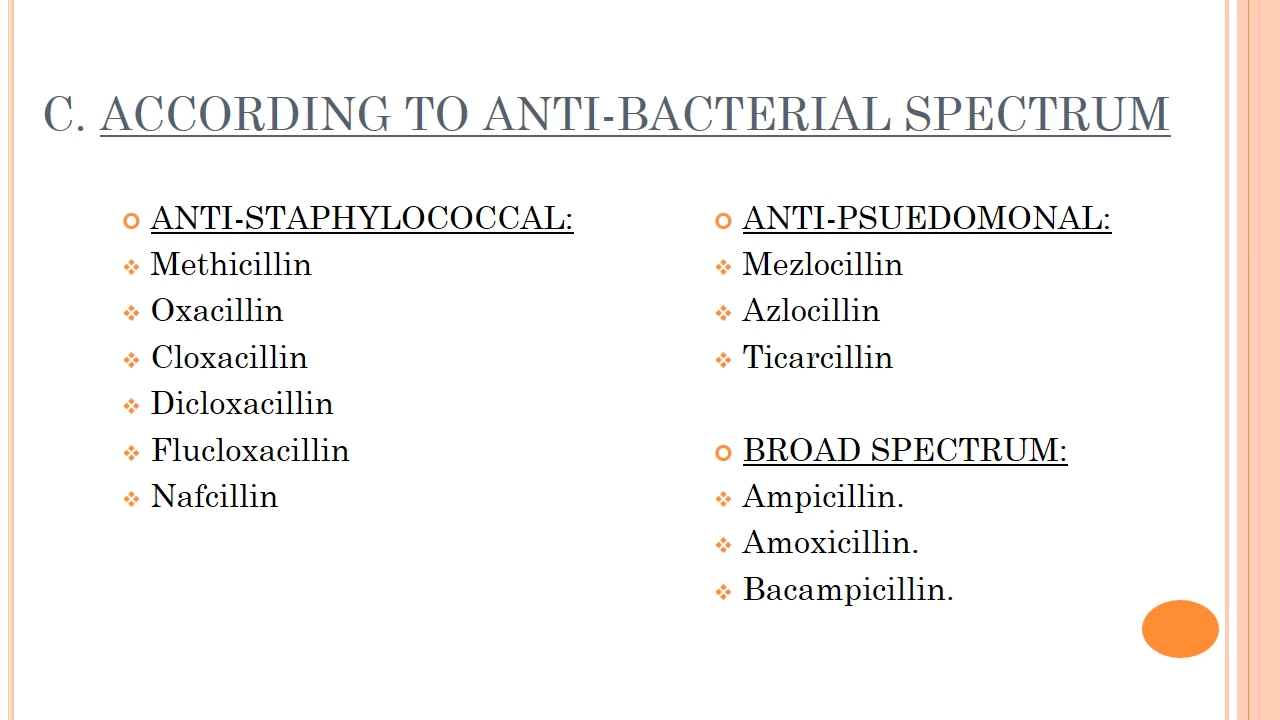 C. ACCORDING TO ANTI-BACTERIAL SPECTRUM
ANTI-STAPHYLOCOCCAL:
Methicillin
Oxacillin
Cloxacillin
Dicloxacillin
Flucloxacillin
Nafcillin
ANTI-PSUEDOMONAL:
Mezlocillin
Azlocillin
Ticarcillin
BROAD SPECTRUM:
Ampicillin.
Amoxicillin.
Bacampicillin.